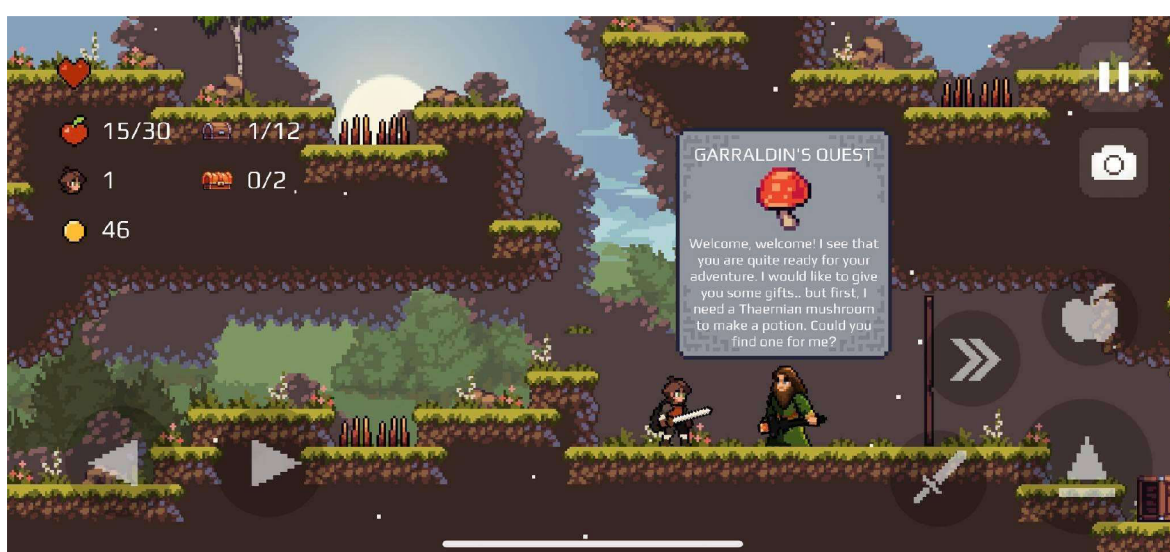 15/30 1/12
1 0/2
46
GARRALDIN'S QUEST
Welcome, welcome! I see that
you are quite ready for your
adventure. I would like to give
you some gifts.. but first, I
need a Thaernian mushroom
to make a potion. Could you
find one for me?